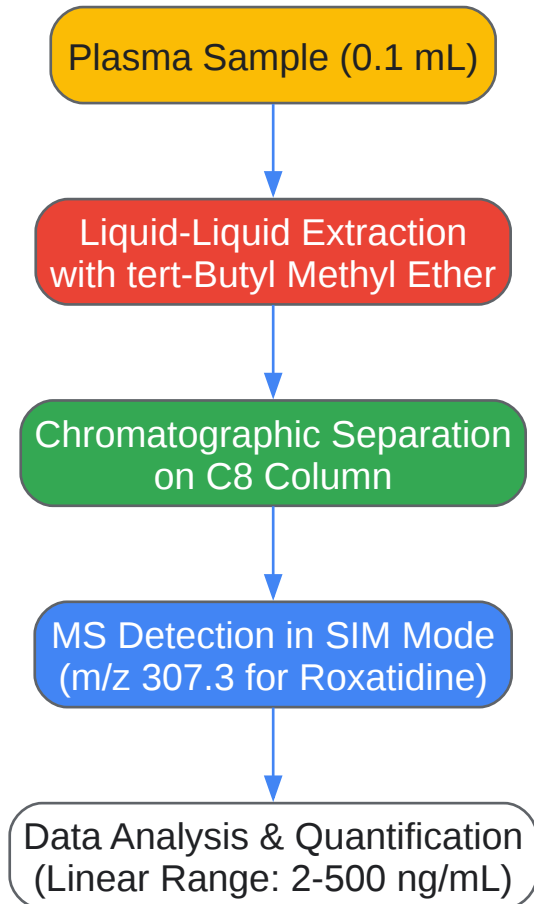 Plasma Sample (0.1 mL)
Liquid-Liquid Extraction
with tert-Butyl Methyl Ether
Chromatographic Separation
on C8 Column
MS Detection in SIM Mode
(m/z 307.3 for Roxatidine)
Data Analysis & Quantification
(Linear Range: 2-500 ng/mL)